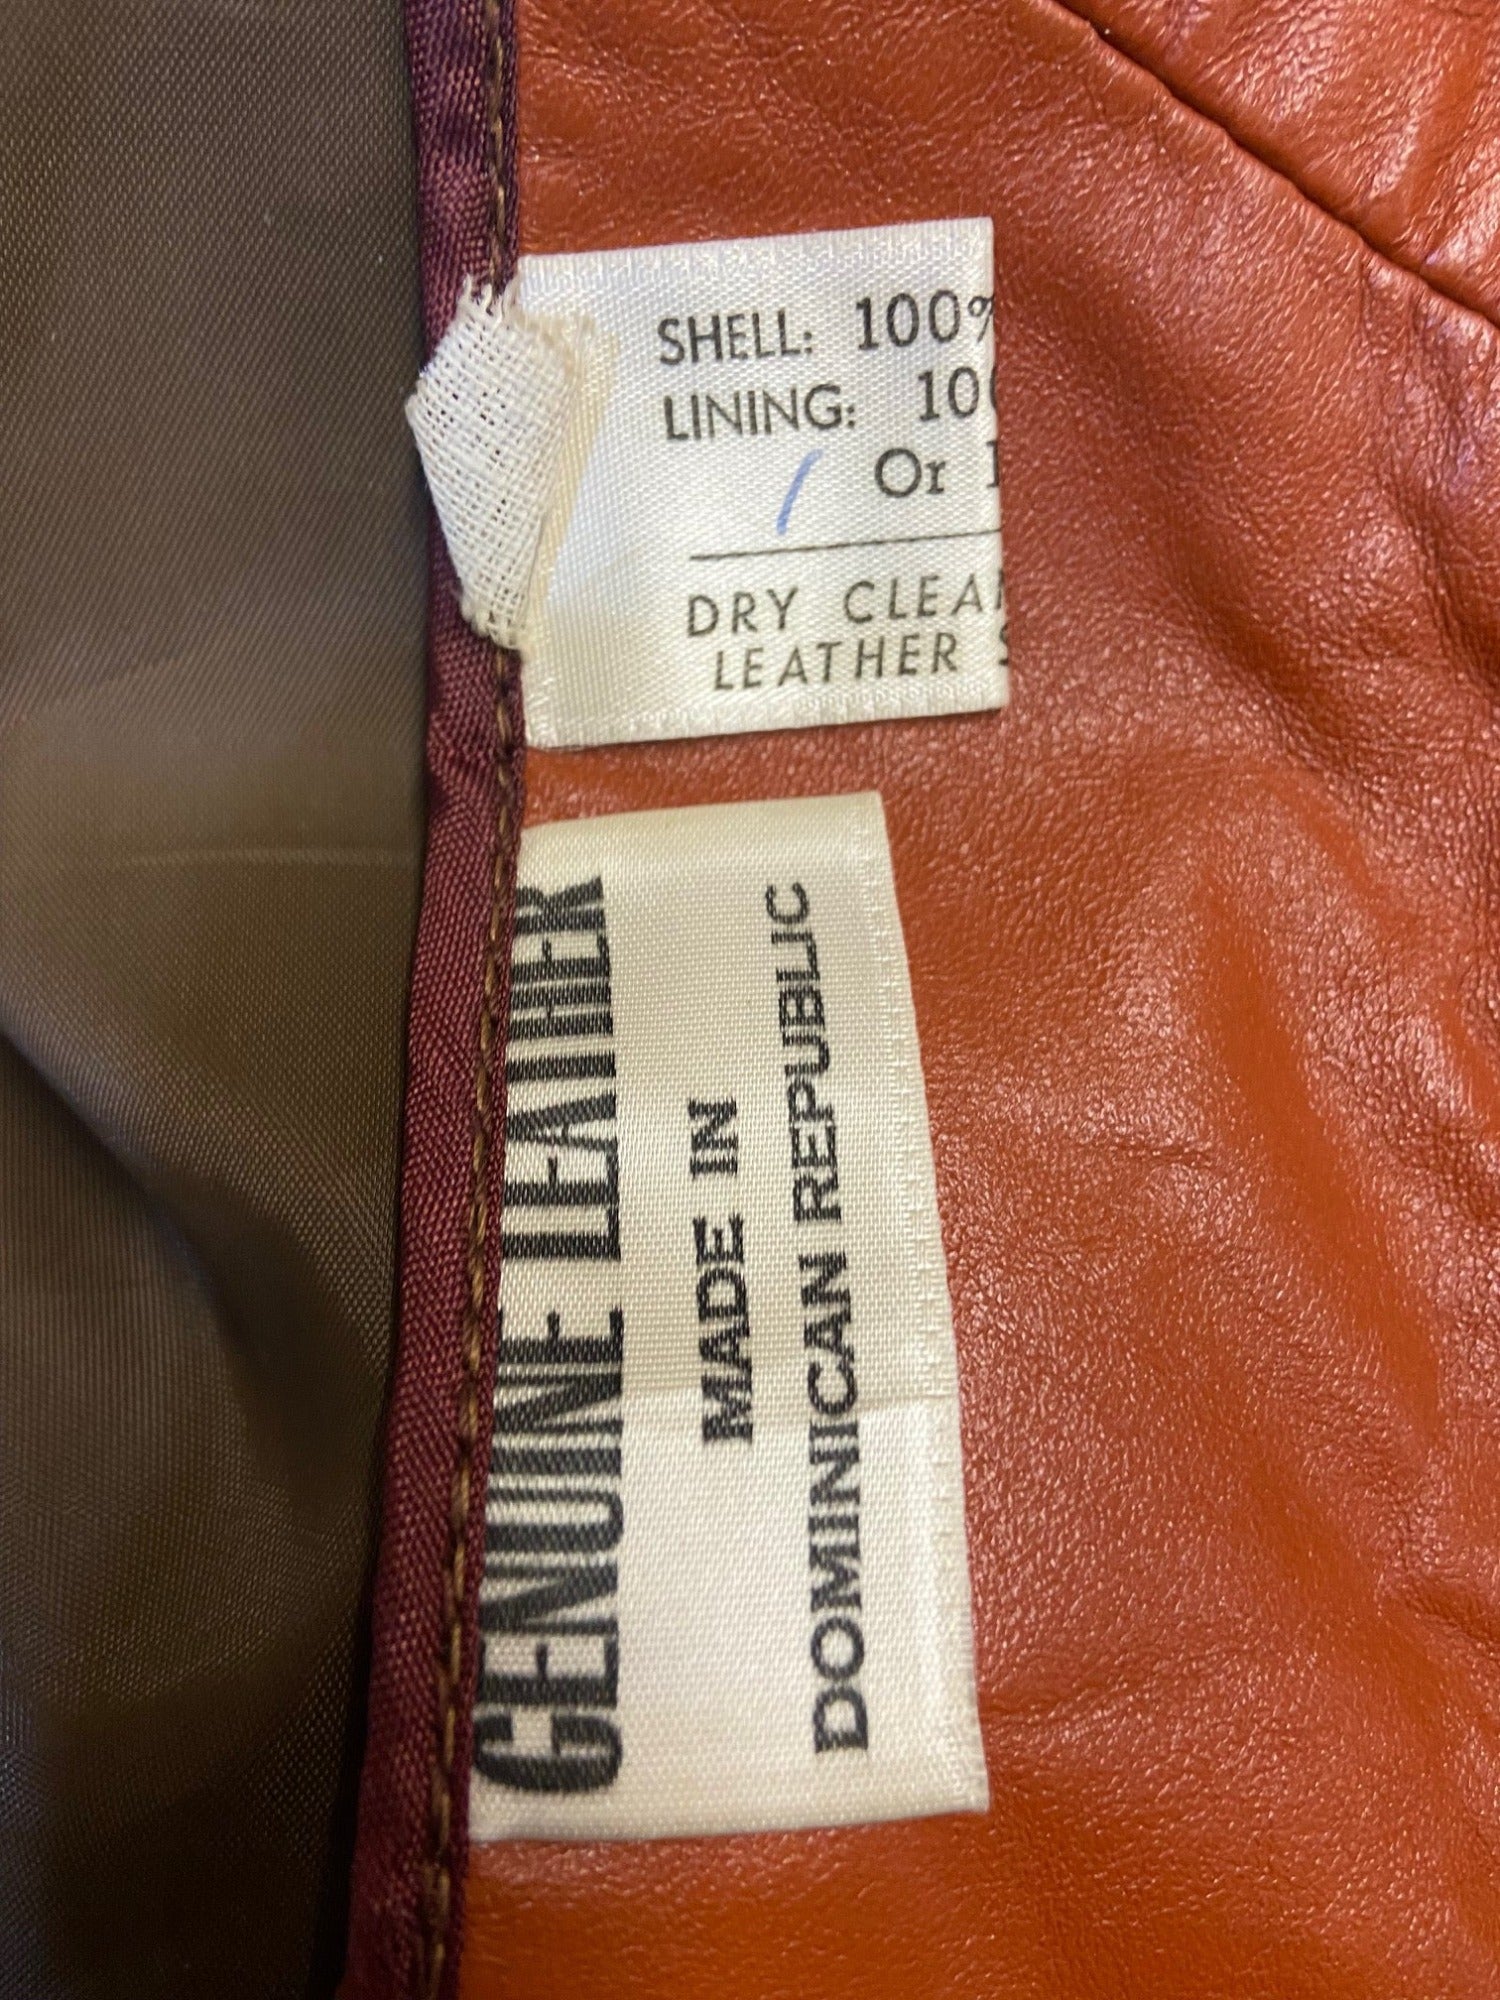 SHELL: 100%
LINING: 10
Or
DRY CLEA
LEATHER S
GENUINE LEATHER
MADE IN
DOMINICAN REPUBLIC